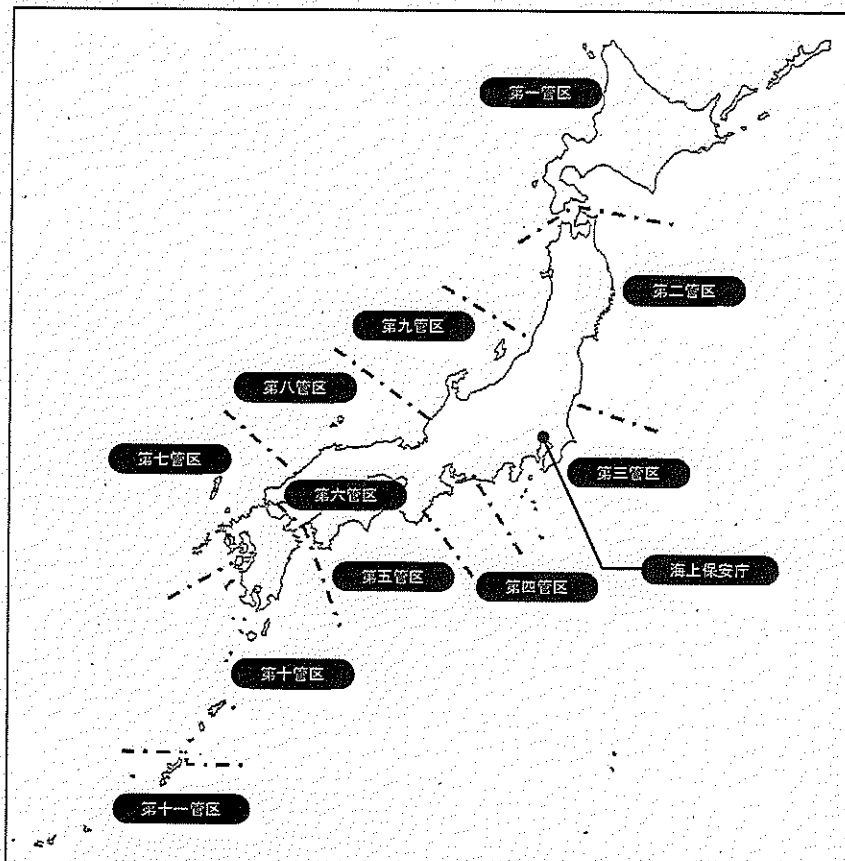 第一管区
第二管区
第九管区
第八管区
第七管区
第三管区
第六管区
海上保安庁
第五管区
第四管区
第十管区
第十一管区